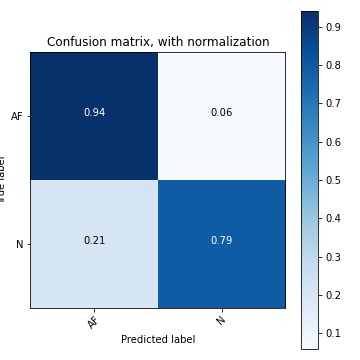 Confusion matrix, with normalization
AF
0.94
0.06
N
0.21
0.79
AF
N
Predicted label
label
0.9
0.8
0.7
0.6
0.5
0.4
0.3
0.2
0.1